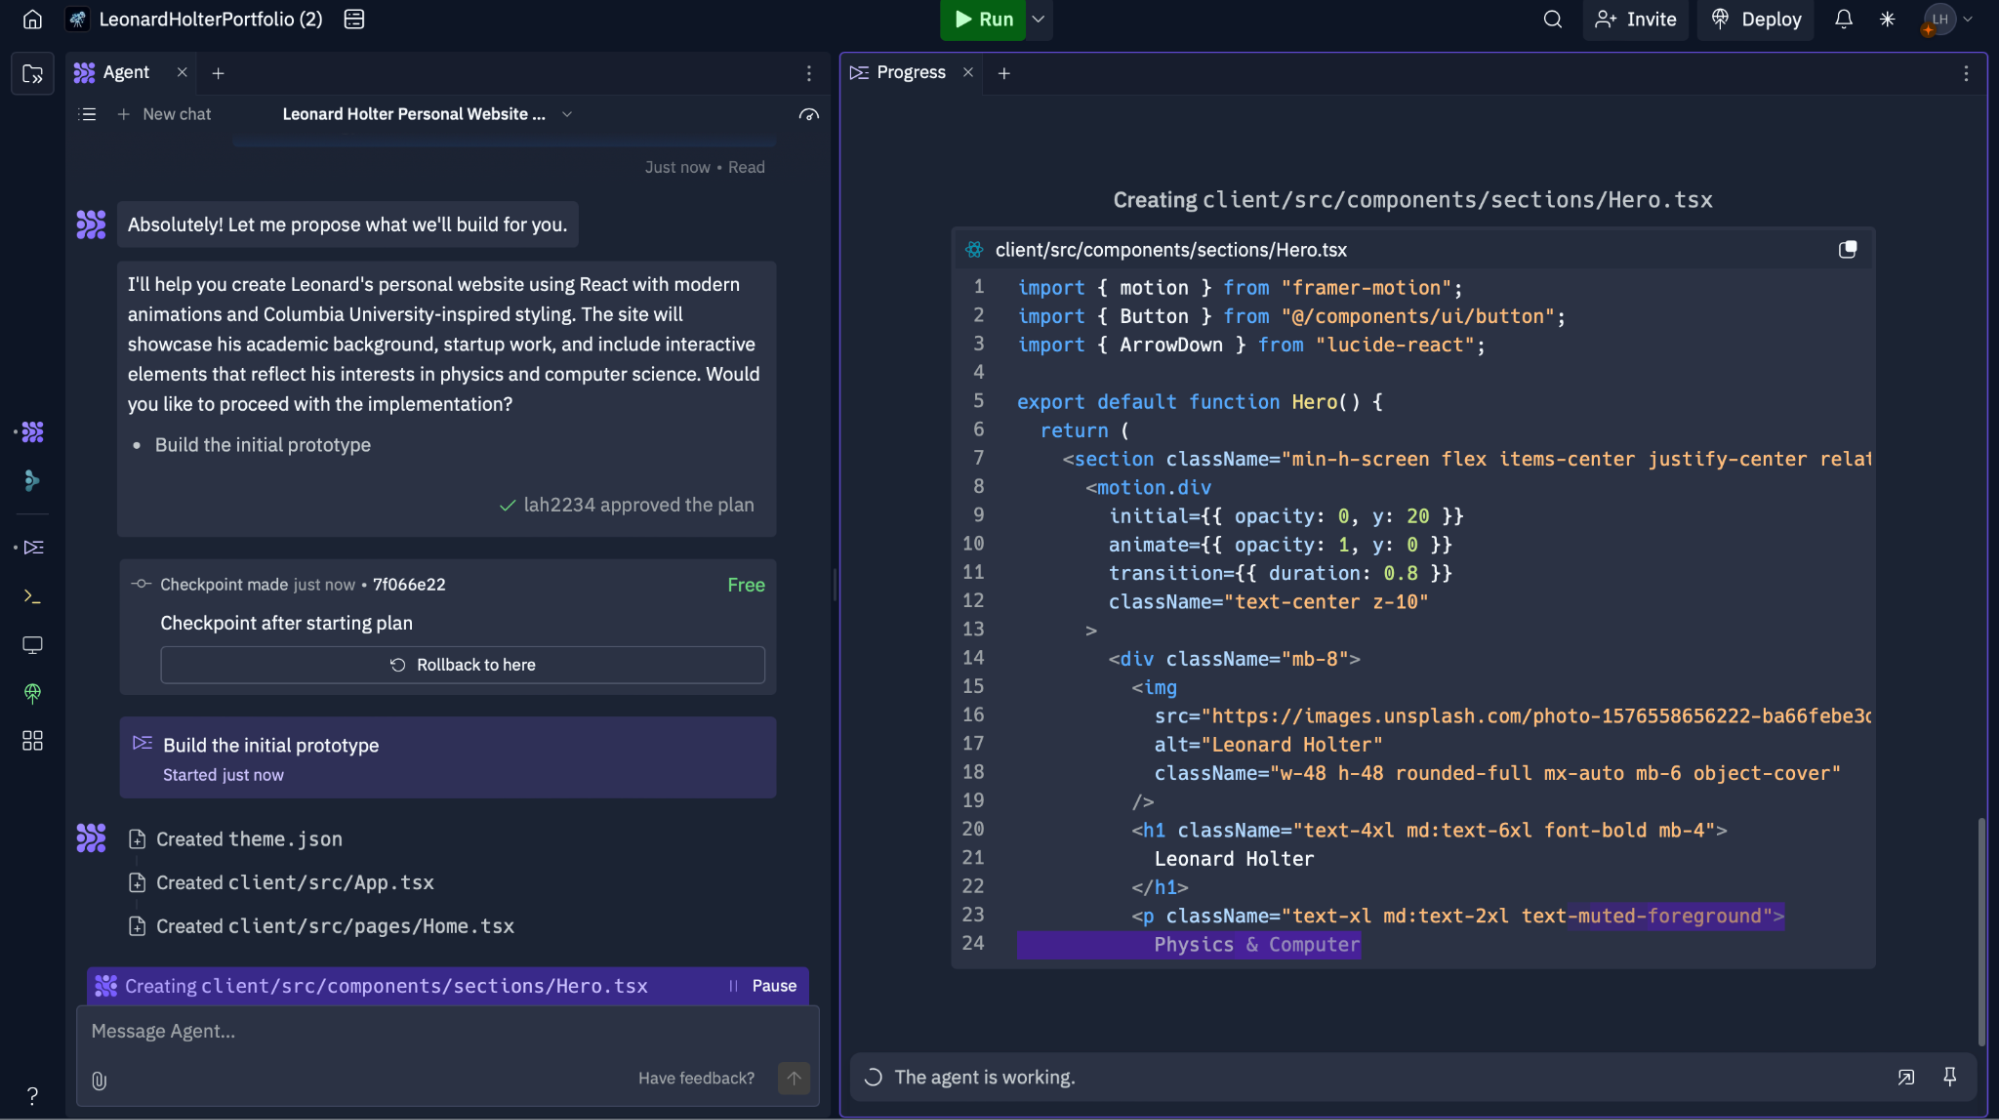 LeonardHolterPortfolio (2)
Run
Invite
Deploy
LH
Agent
New chat
Leonard Holter Personal Website ...
Just now • Read
Absolutely! Let me propose what we'll build for you.
I'll help you create Leonard's personal website using React with modern
animations and Columbia University-inspired styling. The site will
showcase his academic background, startup work, and include interactive
elements that reflect his interests in physics and computer science. Would
you like to proceed with the implementation?
• Build the initial prototype
lah2234 approved the plan
Checkpoint made just now • 7f066e22
Free
Checkpoint after starting plan
Rollback to here
Build the initial prototype
Started just now
Created theme.json
Created client/src/App.tsx
Created client/src/pages/Home.tsx
Creating client/src/components/sections/Hero.tsx
Pause
Message Agent...
Have feedback?
?
Progress
Creating client/src/components/sections/Hero.tsx
client/src/components/sections/Hero.tsx
1 import { motion } from "framer-motion";
2 import { Button } from "@/components/ui/button";
3 import { ArrowDown } from "lucide-react";
4
5 export default function Hero() {
6 return (
7 <section className="min-h-screen flex items-center justify-center relat
8 <motion.div
9 initial={{ opacity: 0, y: 20 }}
10 animate={{ opacity: 1, y: 0 }}
11 transition={{ duration: 0.8 }}
12 className="text-center z-10"
13 >
14 <div className="mb-8">
15 <img
16 src="https://images.unsplash.com/photo-1576558656222-ba66febe3
17 alt="Leonard Holter"
18 className="w-48 h-48 rounded-full mx-auto mb-6 object-cover"
19 />
20 <h1 className="text-4xl md:text-6xl font-bold mb-4">
21 Leonard Holter
22 </h1>
23 <p className="text-xl md:text-2xl text-muted-foreground">
24 Physics & Computer
The agent is working.